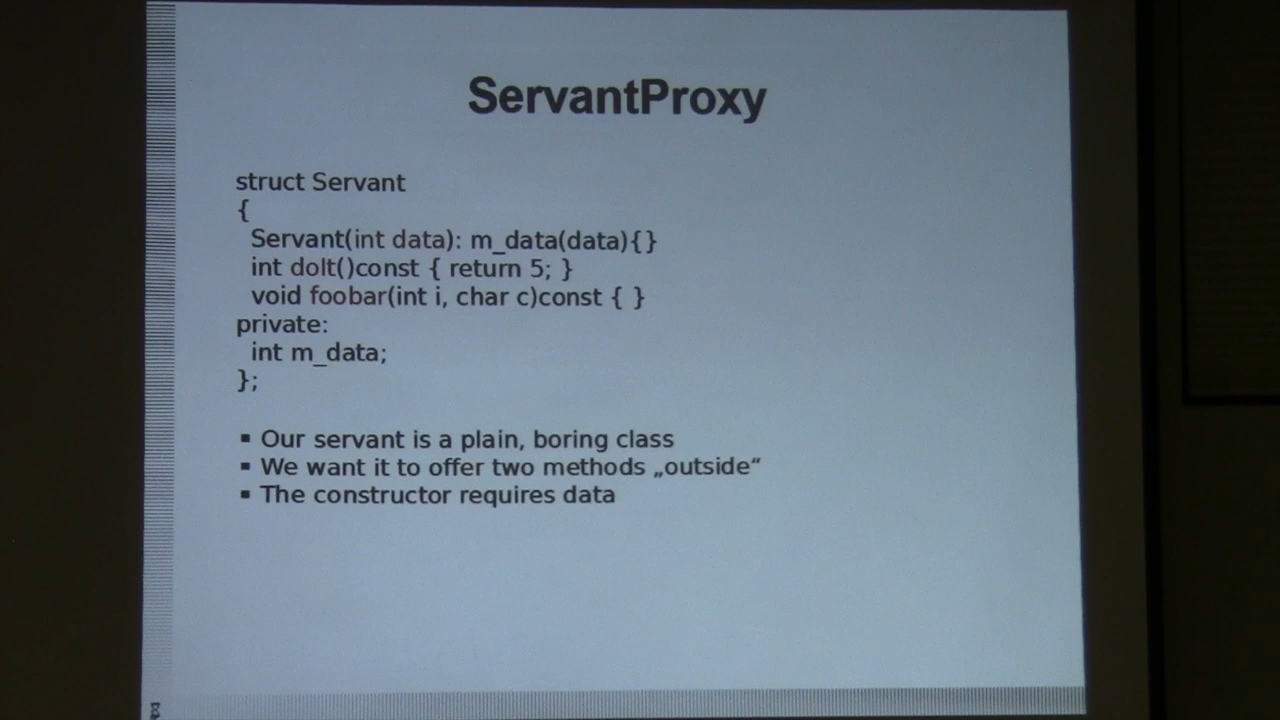 ServantProxy
struct Servant
{
Servant(int data): m_data(data){}
int doIt()const { return 5; }
void foobar(int i, char c)const { }
private:
int m_data;
};
▪ Our servant is a plain, boring class
▪ We want it to offer two methods „outside“
▪ The constructor requires data